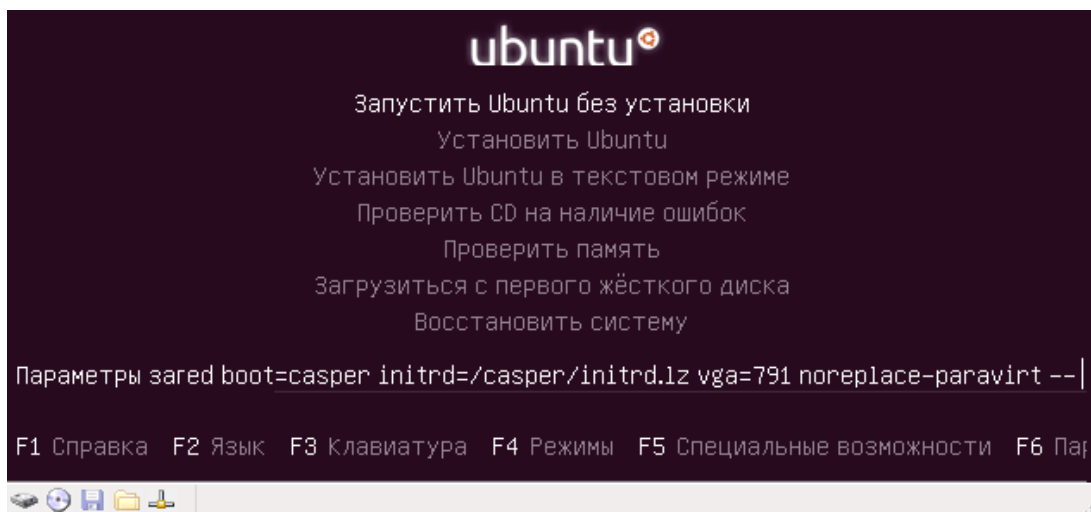 ubuntu
Запустить Ubuntu без установки
Установить Ubuntu
Установить Ubuntu в текстовом режиме
Проверить CD на наличие ошибок
Проверить память
Загрузиться с первого жёсткого диска
Восстановить систему
Параметры заred boot=casper initrd=/casper/initrd.lz vga=791 noreplace-paravirt --
F1 Справка F2 Язык F3 Клавиатура F4 Режимы F5 Специальные возможности F6